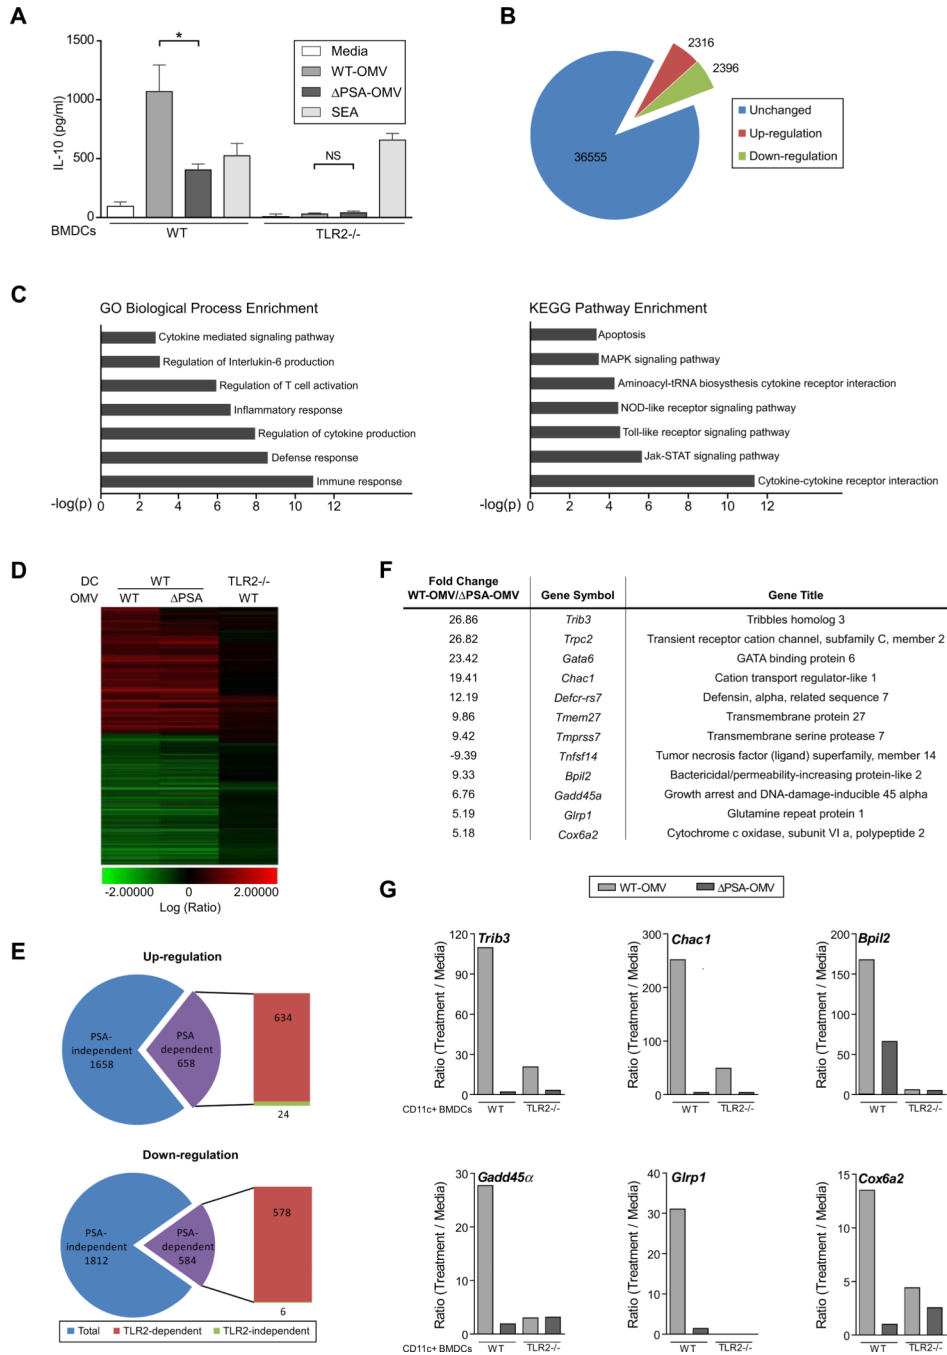 A
1500
1000
500
0
IL-10 (pg/ml)
*
NS
Media
WT-OMV
ΔPSA-OMV
SEA
BMDCs
WT
TLR2-/-
B
2316
2396
36555
Unchanged
Up-regulation
Down-regulation
C
GO Biological Process Enrichment
Cytokine mediated signaling pathway
Regulation of Interlukin-6 production
Regulation of T cell activation
Inflammatory response
Regulation of cytokine production
Defense response
Immune response
-log(p) 0 2 4 6 8 10 12
KEGG Pathway Enrichment
Apoptosis
MAPK signaling pathway
Aminoacyl-tRNA biosysthesis cytokine receptor interaction
NOD-like receptor signaling pathway
Toll-like receptor signaling pathway
Jak-STAT signaling pathway
Cytokine-cytokine receptor interaction
-log(p) 0 2 4 6 8 10 12
D
DC WT TLR2-/-
OMV WT ΔPSA WT
-2.00000 0 2.00000
Log (Ratio)
E
Up-regulation
PSA-
independent
1658
PSA
dependent
658
634
24
Down-regulation
PSA-
independent
1812
PSA-
dependent
584
578
6
Total TLR2-dependent TLR2-independent
F
Fold Change
WT-OMV/ΔPSA-OMV Gene Symbol Gene Title
26.86 Trib3 Tribbles homolog 3
26.82 Trpc2 Transient receptor cation channel, subfamily C, member 2
23.42 Gata6 GATA binding protein 6
19.41 Chac1 Cation transport regulator-like 1
12.19 Defcr-rs7 Defensin, alpha, related sequence 7
9.86 Tmem27 Transmembrane protein 27
9.42 Tmprss7 Transmembrane serine protease 7
-9.39 Tnfsf14 Tumor necrosis factor (ligand) superfamily, member 14
9.33 Bpil2 Bactericidal/permeability-increasing protein-like 2
6.76 Gadd45a Growth arrest and DNA-damage-inducible 45 alpha
5.19 Glrp1 Glutamine repeat protein 1
5.18 Cox6a2 Cytochrome c oxidase, subunit VI a, polypeptide 2
G
WT-OMV ΔPSA-OMV
Trib3
Ratio (Treatment / Media)
120
90
60
30
0
CD11c+ BMDCs WT TLR2-/-
Chac1
Ratio (Treatment / Media)
300
200
100
0
WT TLR2-/-
Bpil2
Ratio (Treatment / Media)
200
150
100
50
0
WT TLR2-/-
Gadd45α
Ratio (Treatment / Media)
30
20
10
0
CD11c+ BMDCs WT TLR2-/-
Glrp1
Ratio (Treatment / Media)
40
30
20
10
0
WT TLR2-/-
Cox6a2
Ratio (Treatment / Media)
15
10
5
0
WT TLR2-/-